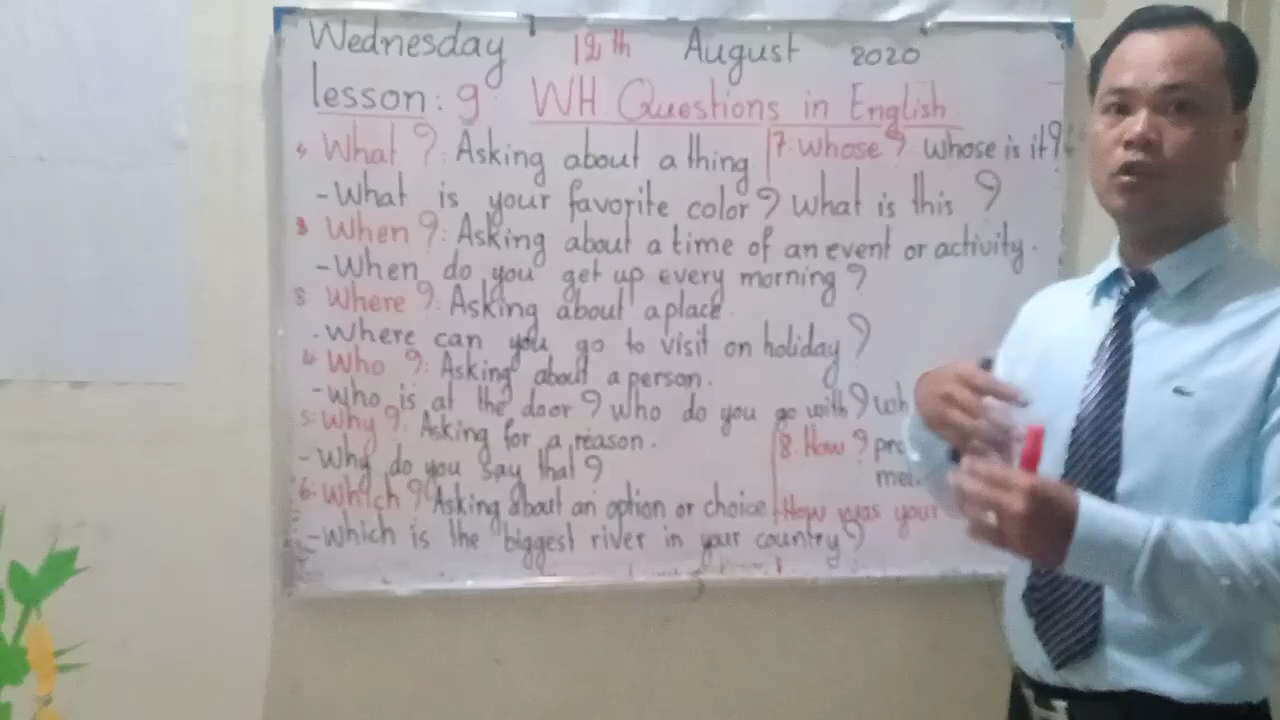 Wednesday 12th August 2020
lesson: 9: WH Questions in English
What?: Asking about a thing
7: Whose? Whose is it?
- What is your favorite color? What is this?
When?: Asking about a time of an event or activity.
- When do you get up every morning?
Where?: Asking about a place.
- Where can you go to visit on holiday?
Who?: Asking about a person.
- Who is at the door? Who do you go with?
5: Why?: Asking for a reason.
- Why do you say that?
8: How?
6: Which? Asking about an option or choice
How was your
- Which is the biggest river in your country?